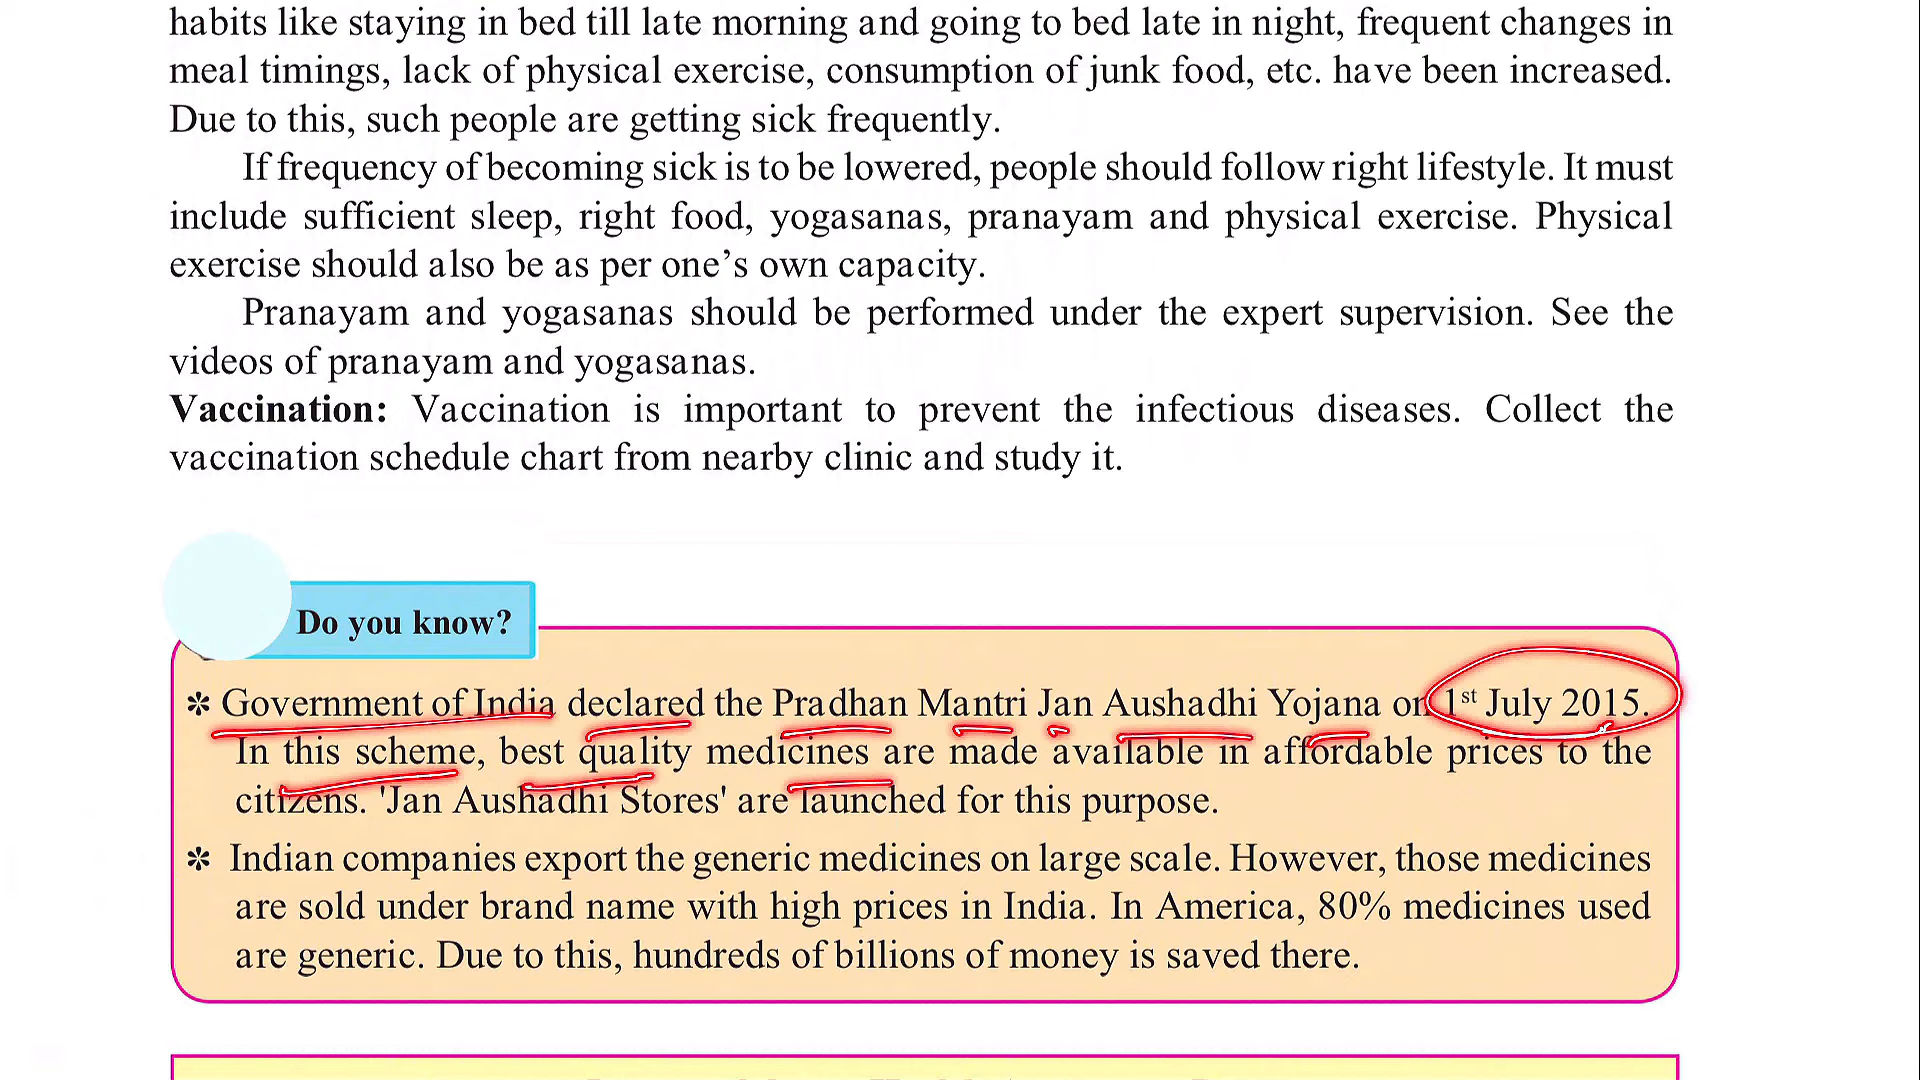 habits like staying in bed till late morning and going to bed late in night, frequent changes in
meal timings, lack of physical exercise, consumption of junk food, etc. have been increased.
Due to this, such people are getting sick frequently.
If frequency of becoming sick is to be lowered, people should follow right lifestyle. It must
include sufficient sleep, right food, yogasanas, pranayam and physical exercise. Physical
exercise should also be as per one’s own capacity.
Pranayam and yogasanas should be performed under the expert supervision. See the
videos of pranayam and yogasanas.
Vaccination: Vaccination is important to prevent the infectious diseases. Collect the
vaccination schedule chart from nearby clinic and study it.
Do you know?
✻ Government of India declared the Pradhan Mantri Jan Aushadhi Yojana on 1st July 2015.
In this scheme, best quality medicines are made available in affordable prices to the
citizens. 'Jan Aushadhi Stores' are launched for this purpose.
✻ Indian companies export the generic medicines on large scale. However, those medicines
are sold under brand name with high prices in India. In America, 80% medicines used
are generic. Due to this, hundreds of billions of money is saved there.